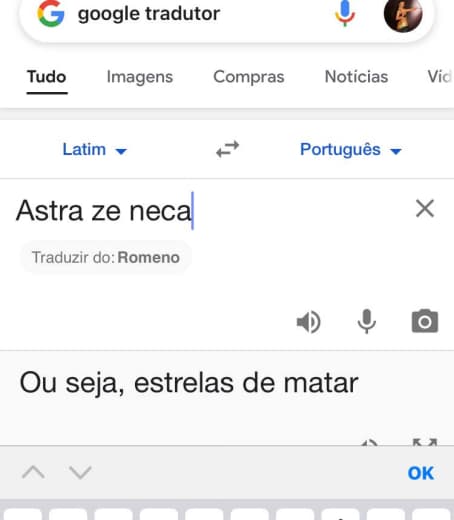 google tradutor
Tudo Imagens Compras Notícias Víd
Latim Português
Astra ze neca
Traduzir do: Romeno
Ou seja, estrelas de matar
OK